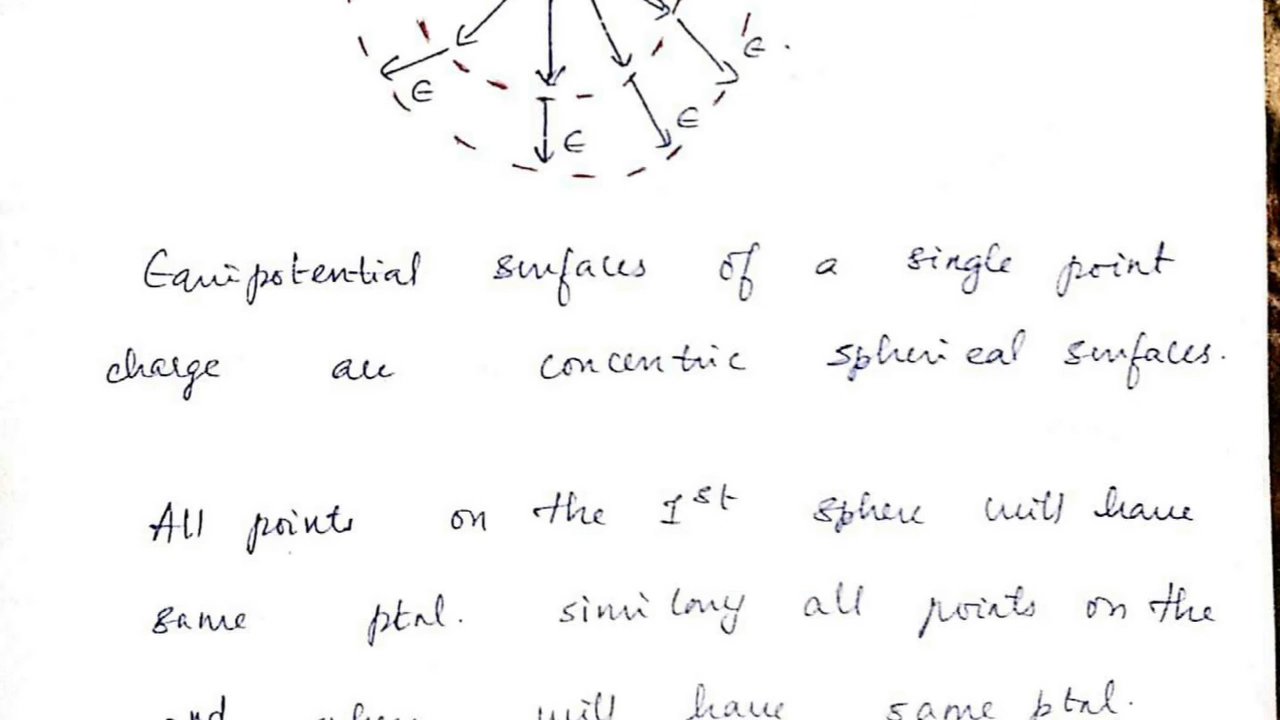 E
E
E
E
Equipotential surfaces of a single point
charge are concentric spherical surfaces.
All points on the 1st sphere will have
same ptnl. similary all points on the
will have same ptnl.